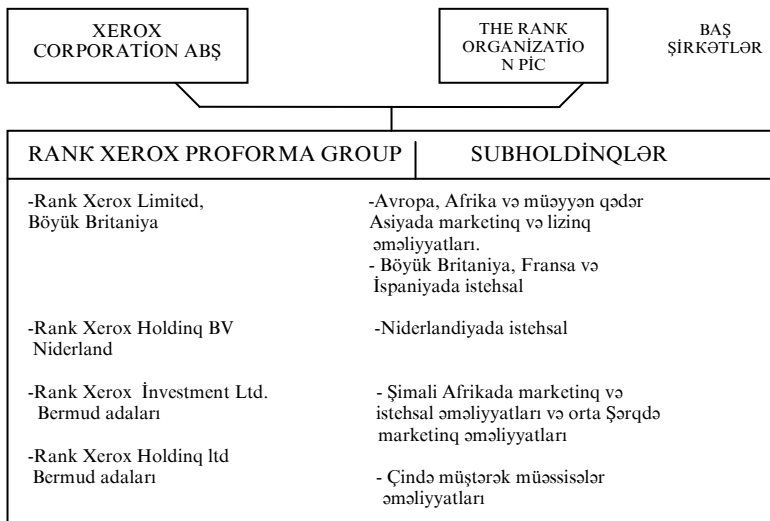 XEROX
CORPORATİON ABŞ
THE RANK
ORGANIZATİO
N PİC
BAŞ
ŞİRKƏTLƏR
RANK XEROX PROFORMA GROUP
SUBHOLDİNQLƏR
-Rank Xerox Limited,
Böyük Britaniya
-Avropa, Afrika və müəyyən qədər
Asiyada marketinq və lizinq
əməliyyatları.
- Böyük Britaniya, Fransa və
İspaniyada istehsal
-Rank Xerox Holdinq BV
Niderland
-Niderlandiyada istehsal
-Rank Xerox İnvestment Ltd.
Bermud adaları
- Şimali Afrikada marketinq və
istehsal əməliyyatları və orta Şərqdə
marketinq əməliyyatları
-Rank Xerox Holdinq ltd
Bermud adaları
- Çində müştərək müəssisələr
əməliyyatları